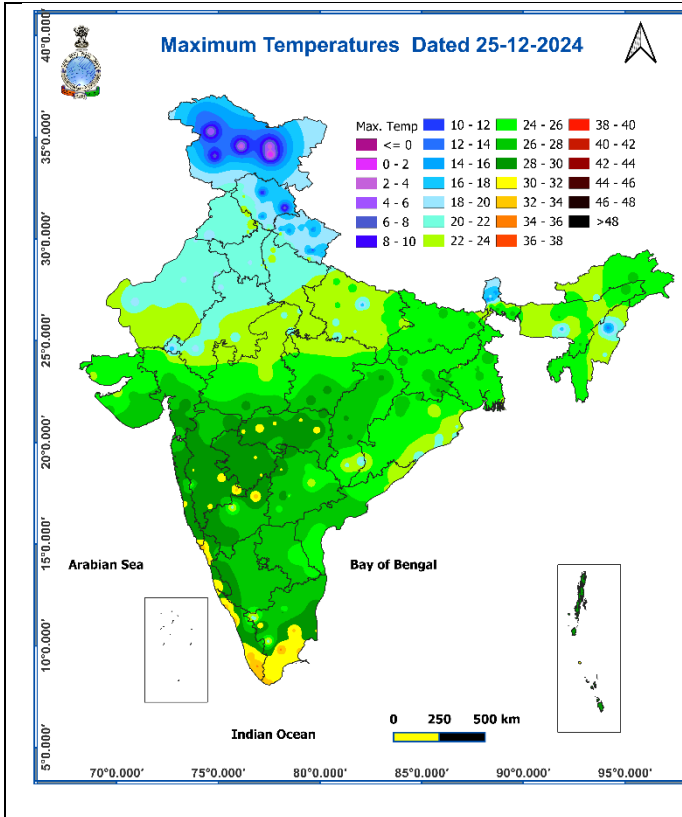 Maximum Temperatures Dated 25-12-2024
40°0.000'
35°0.000'
30°0.000'
25°0.000'
20°0.000'
15°0.000'
10°0.000'
5°0.000'
Max. Temp
<= 0
0 - 2
2 - 4
4 - 6
6 - 8
8 - 10
10 - 12
12 - 14
14 - 16
16 - 18
18 - 20
20 - 22
22 - 24
24 - 26
26 - 28
28 - 30
30 - 32
32 - 34
34 - 36
36 - 38
38 - 40
40 - 42
42 - 44
44 - 46
46 - 48
>48
Arabian Sea
Bay of Bengal
Indian Ocean
0 250 500 km
70°0.000' 75°0.000' 80°0.000' 85°0.000' 90°0.000' 95°0.000'